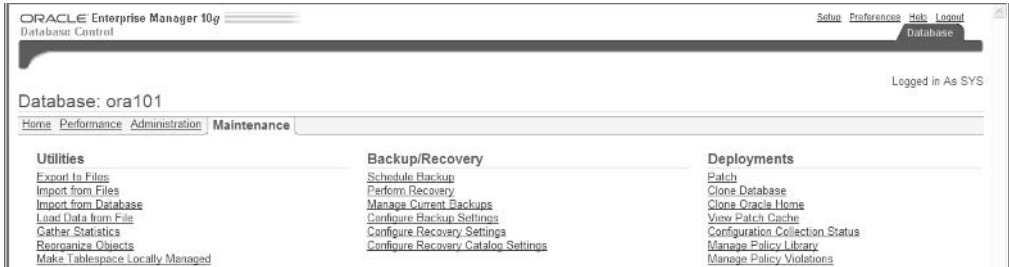 ORACLE Enterprise Manager 10g
Database Control
Setup Preferences Help Logout
Database
Logged in As SYS
Database: ora101
Home Performance Administration Maintenance
Utilities
Export to Files
Import from Files
Import from Database
Load Data from File
Gather Statistics
Reorganize Objects
Make Tablespace Locally Managed
Backup/Recovery
Schedule Backup
Perform Recovery
Manage Current Backups
Configure Backup Settings
Configure Recovery Settings
Configure Recovery Catalog Settings
Deployments
Patch
Clone Database
Clone Oracle Home
View Patch Cache
Configuration Collection Status
Manage Policy Library
Manage Policy Violations